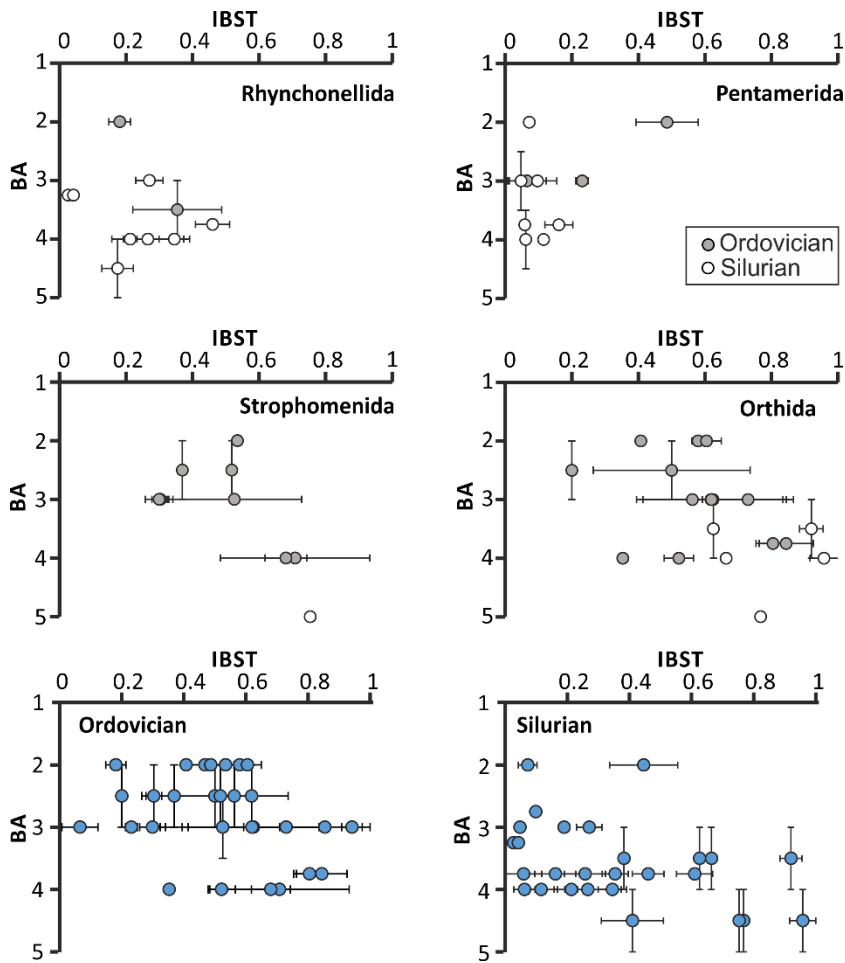 IBST IBST
0 0.2 0.4 0.6 0.8 1 0 0.2 0.4 0.6 0.8 1
1 1
Rhynchonellida Pentamerida
2 2
BA 3 BA 3
Ordovician
Silurian
4 4
5 5
IBST IBST
0 0.2 0.4 0.6 0.8 1 0 0.2 0.4 0.6 0.8 1
1 1
Strophomenida Orthida
2 2
BA 3 BA 3
4 4
5 5
IBST IBST
0 0.2 0.4 0.6 0.8 1 0.2 0.4 0.6 0.8 1
1 1
Ordovician Silurian
2 2
BA 3 BA 3
4 4
5 5